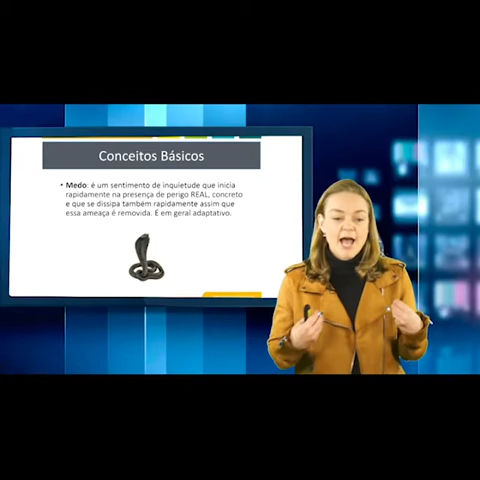 Conceitos Básicos
• Medo: é um sentimento de inquietude que inicia
rapidamente na presença de perigo REAL, concreto
e que se dissipa também rapidamente assim que
essa ameaça é removida. É em geral adaptativo.